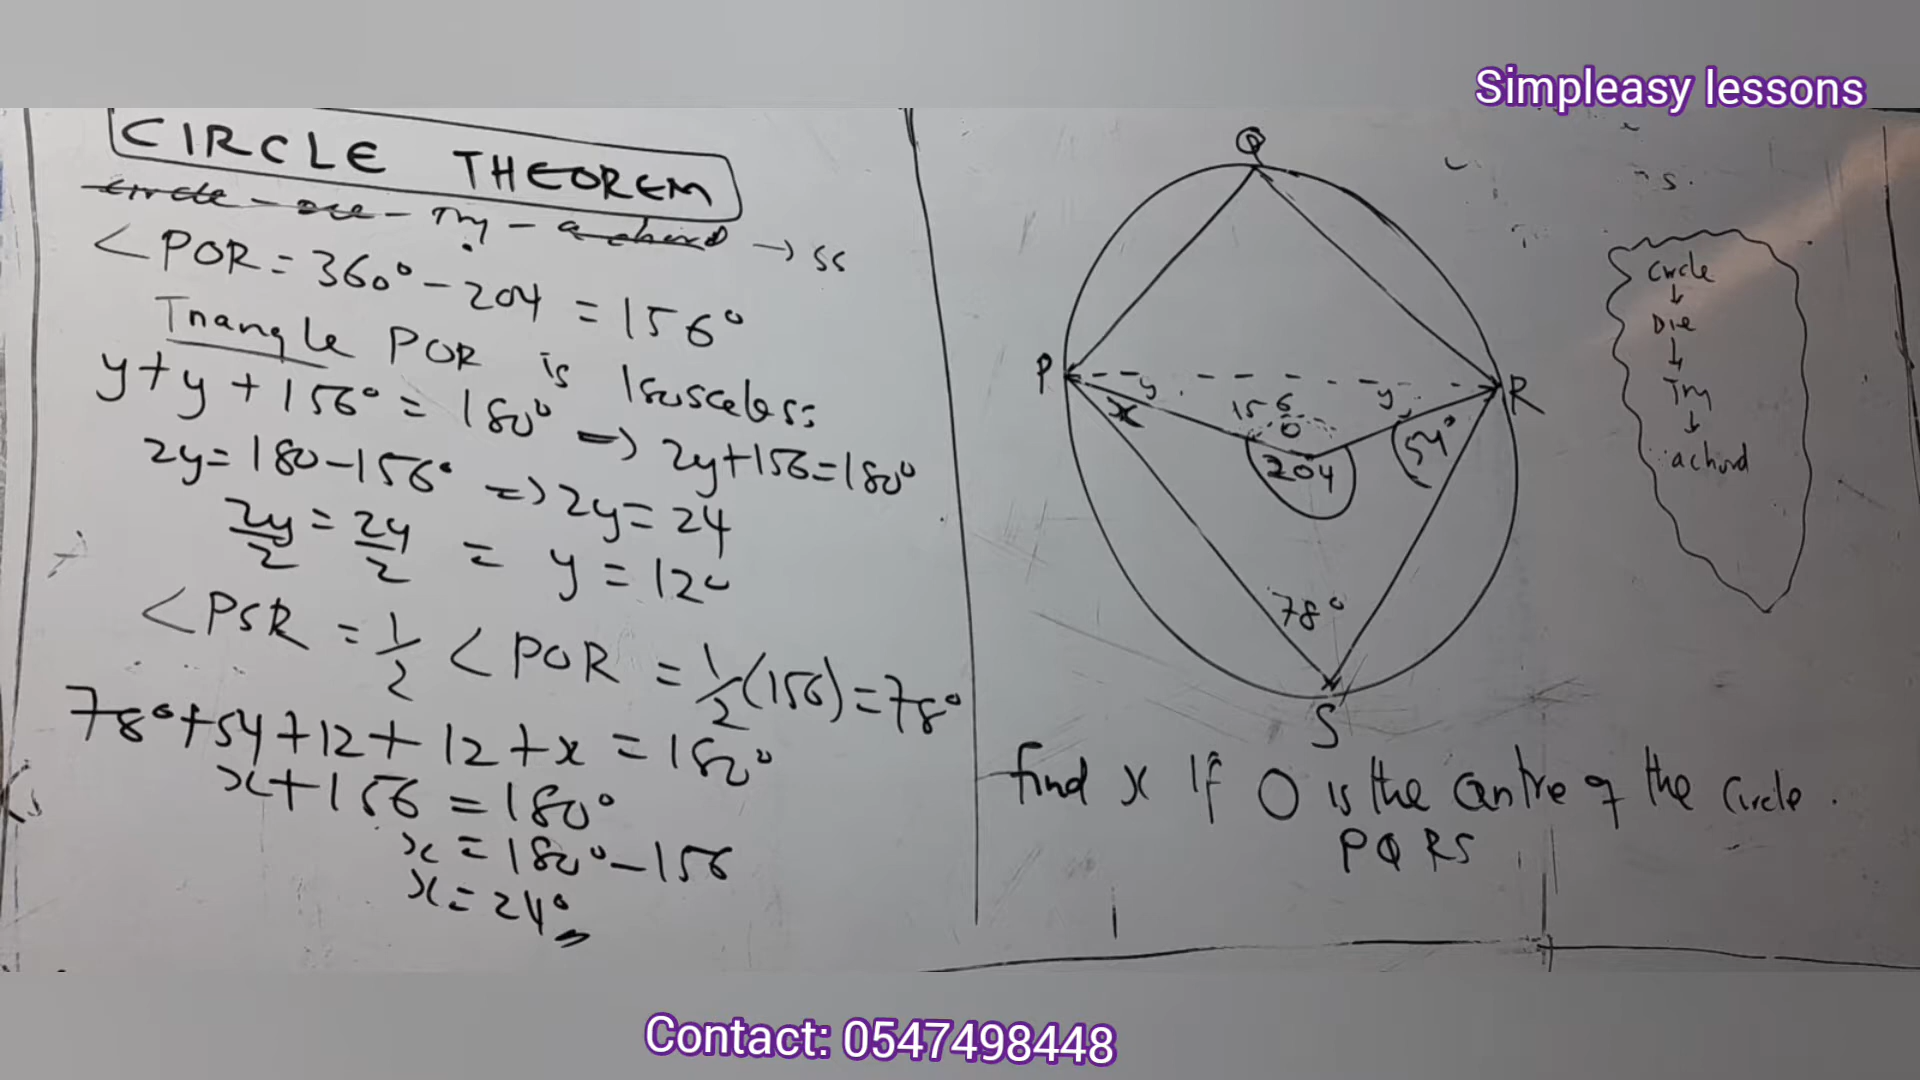 Simpleasy lessons
CIRCLE THEOREM
circle - die - Try - a chord → ss
<POR = 360° - 204 = 156°
Triangle POR is Isosceless:
y + y + 156° = 180° ⇒ 2y + 156 = 180°
2y = 180 - 156° ⇒ 2y = 24
2y/2 = 24/2 = y = 12°
<PSR = 1/2 <POR = 1/2 (156) = 78°
78° + 54 + 12 + 12 + x = 180°
x + 156 = 180°
x = 180° - 156
x = 24°
Q
P
y
156
y
R
x
O
54°
204
78°
S
find x If O is the centre of the circle.
PQRS
Circle
↓
Die
↓
Try
↓
a chord
Contact: 0547498448